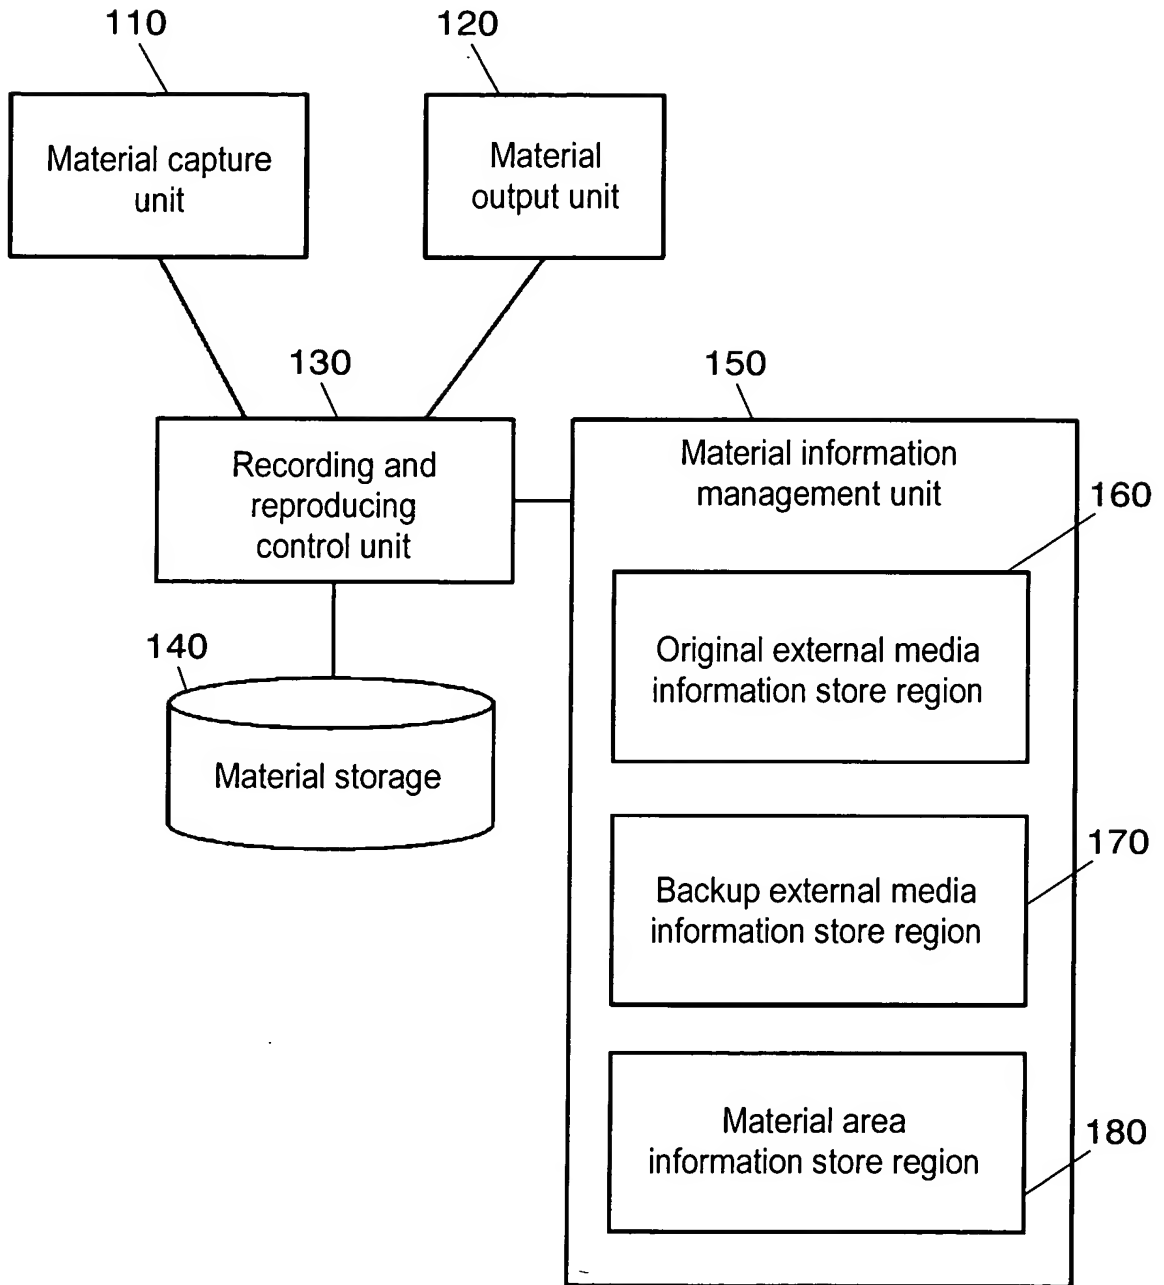 110
120
Material capture
unit
Material
output unit
130
150
Recording and
reproducing
control unit
Material information
management unit
160
Original external media
information store region
140
Material storage
170
Backup external media
information store region
Material area
information store region
180